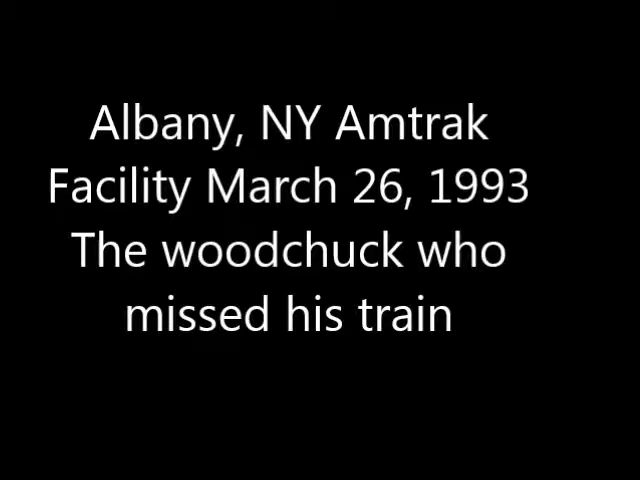 Albany, NY Amtrak
Facility March 26, 1993
The woodchuck who
missed his train